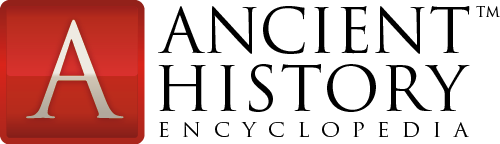 A
ANCIENT™
HISTORY
ENCYCLOPEDIA